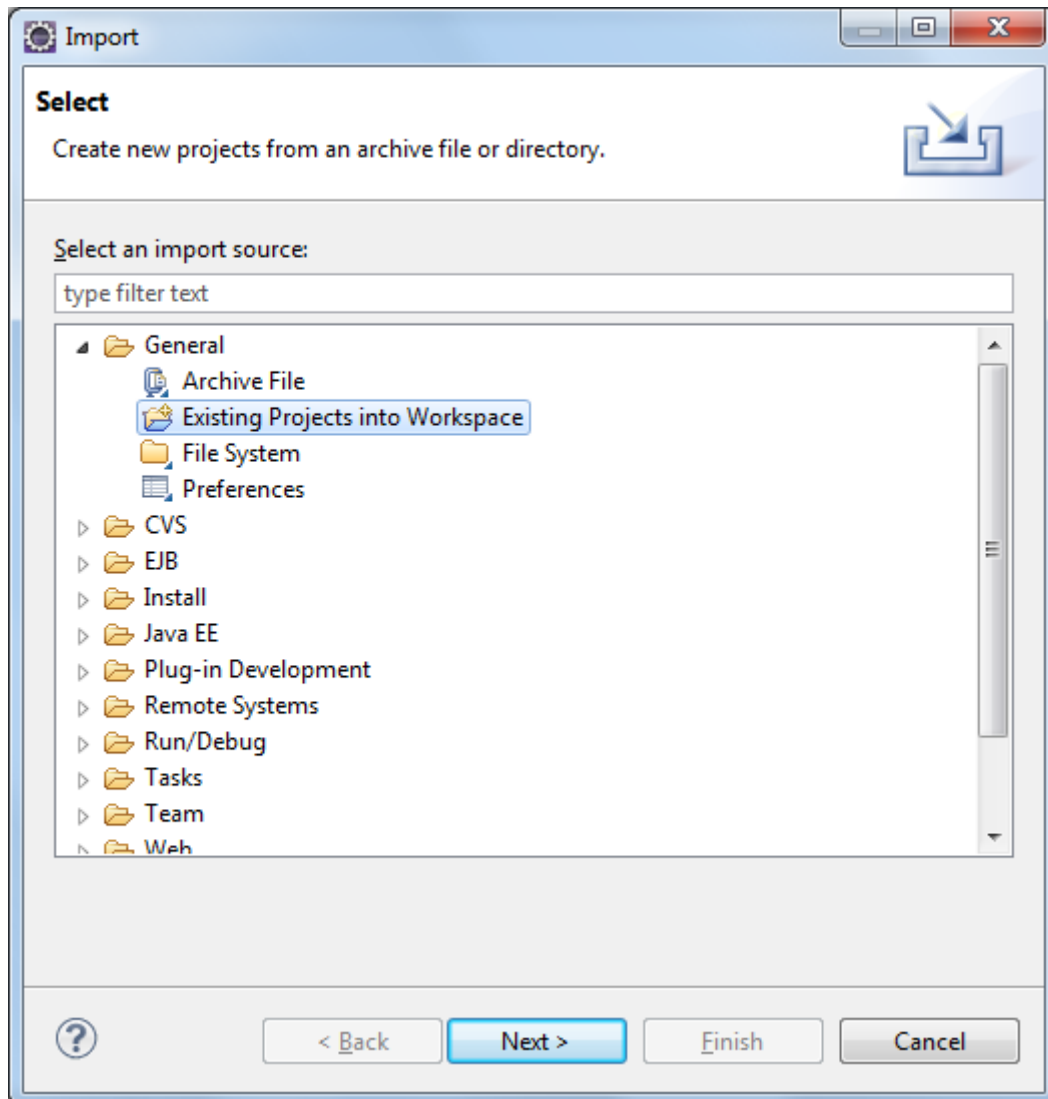 Import
Select
Create new projects from an archive file or directory.
Select an import source:
type filter text
General
Archive File
Existing Projects into Workspace
File System
Preferences
CVS
EJB
Install
Java EE
Plug-in Development
Remote Systems
Run/Debug
Tasks
Team
Web
? < Back Next > Finish Cancel